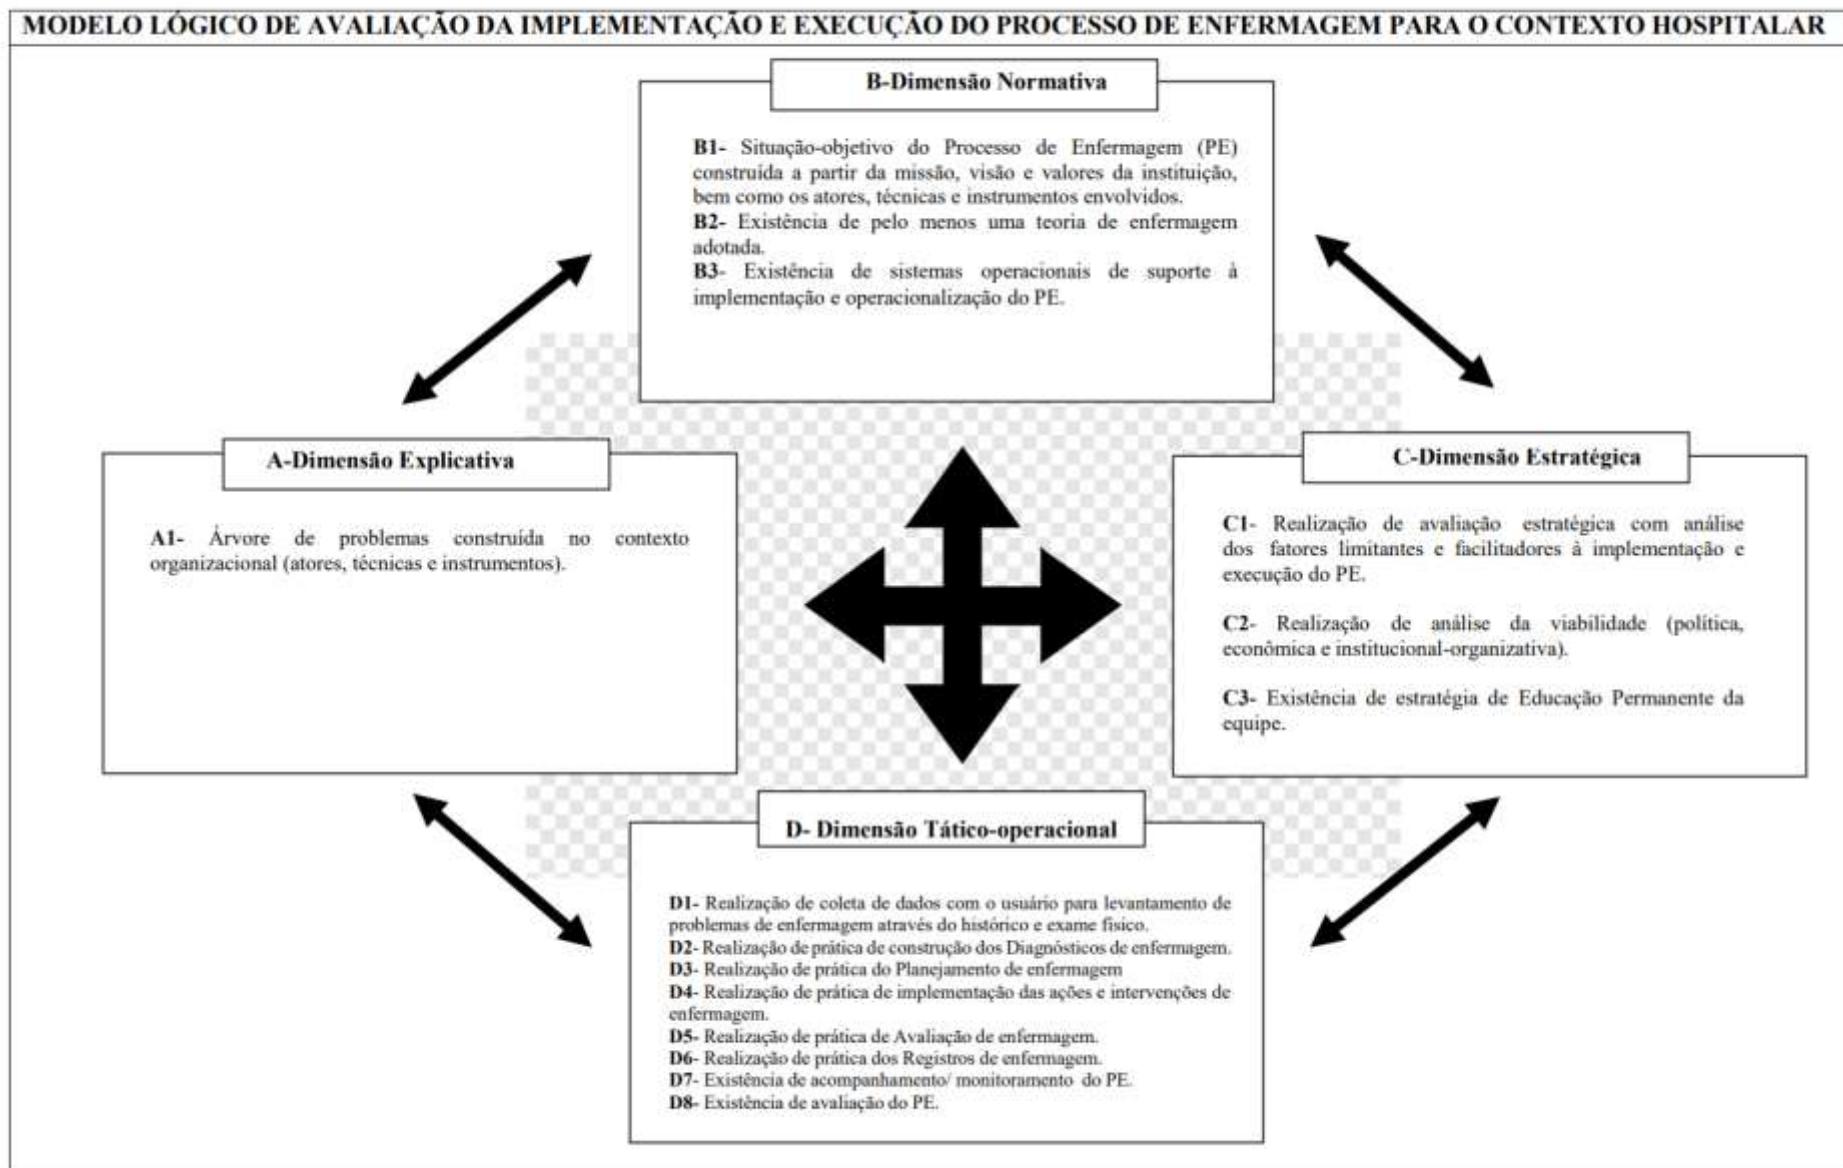 MODELO LÓGICO DE AVALIAÇÃO DA IMPLEMENTAÇÃO E EXECUÇÃO DO PROCESSO DE ENFERMAGEM PARA O CONTEXTO HOSPITALAR
B-Dimensão Normativa
B1- Situação-objetivo do Processo de Enfermagem (PE)
construída a partir da missão, visão e valores da instituição,
bem como os atores, técnicas e instrumentos envolvidos.
B2- Existência de pelo menos uma teoria de enfermagem
adotada.
B3- Existência de sistemas operacionais de suporte à
implementação e operacionalização do PE.
A-Dimensão Explicativa
A1- Árvore de problemas construída no contexto
organizacional (atores, técnicas e instrumentos).
C-Dimensão Estratégica
C1- Realização de avaliação estratégica com análise
dos fatores limitantes e facilitadores à implementação e
execução do PE.
C2- Realização de análise da viabilidade (política,
econômica e institucional-organizativa).
C3- Existência de estratégia de Educação Permanente da
equipe.
D- Dimensão Tático-operacional
D1- Realização de coleta de dados com o usuário para levantamento de
problemas de enfermagem através do histórico e exame físico.
D2- Realização de prática de construção dos Diagnósticos de enfermagem.
D3- Realização de prática do Planejamento de enfermagem
D4- Realização de prática de implementação das ações e intervenções de
enfermagem.
D5- Realização de prática de Avaliação de enfermagem.
D6- Realização de prática dos Registros de enfermagem.
D7- Existência de acompanhamento/ monitoramento do PE.
D8- Existência de avaliação do PE.